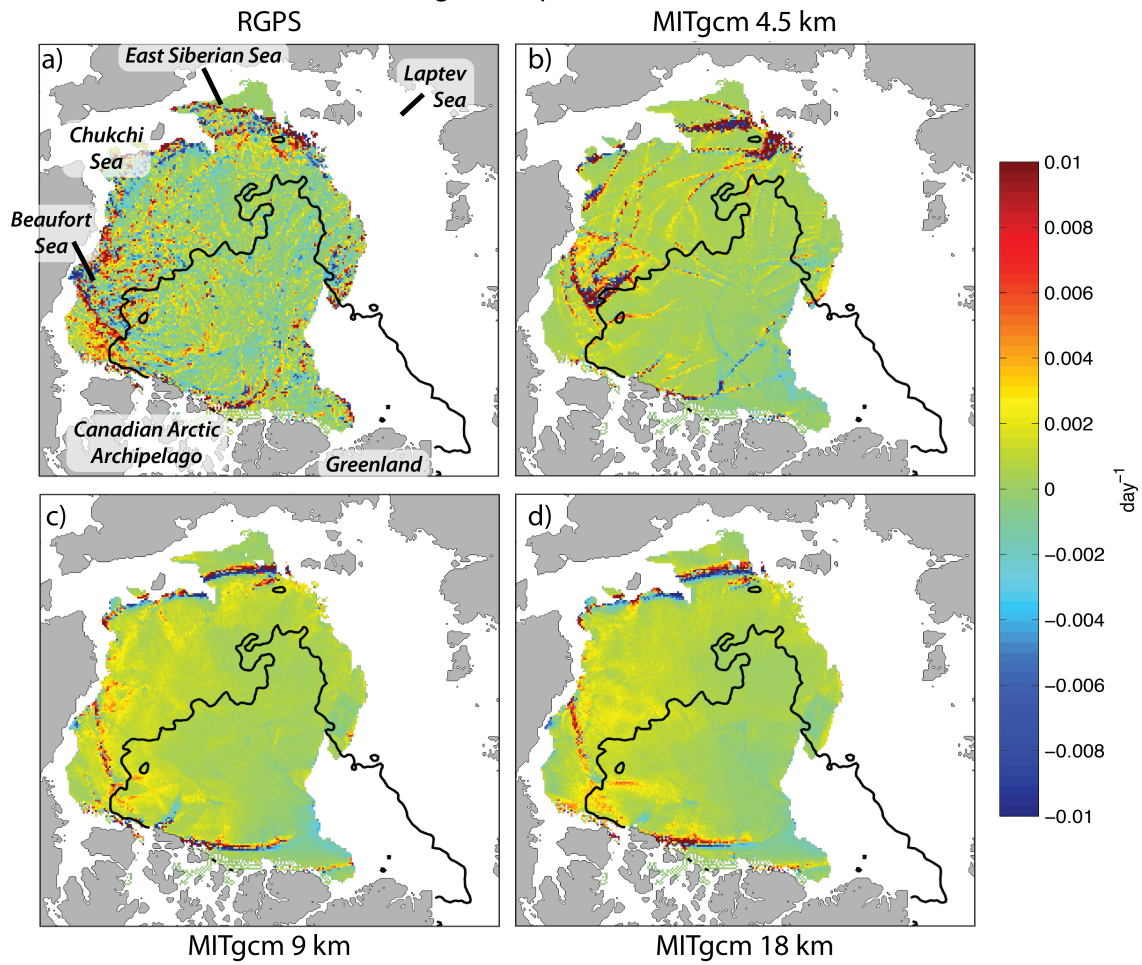 RGPS
MITgcm 4.5 km
a)
East Siberian Sea
Laptev
Sea
Chukchi
Sea
Beaufort
Sea
Canadian Arctic
Archipelago
Greenland
b)
0.01
0.008
0.006
0.004
0.002
0
−0.002
−0.004
−0.006
−0.008
−0.01
day⁻¹
c)
d)
MITgcm 9 km
MITgcm 18 km